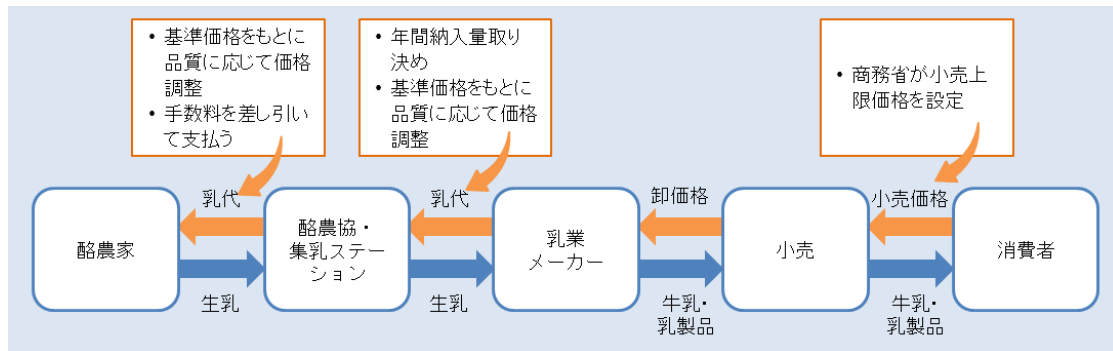 • 基準価格をもとに
品質に応じて価格
調整
• 手数料を差し引い
て支払う
• 年間納入量取り
決め
• 基準価格をもとに
品質に応じて価格
調整
• 商務省が小売上
限価格を設定
乳代
乳代
卸価格
小売価格
酪農家
酪農協・
集乳ステー
ション
乳業
メーカー
小売
消費者
生乳
生乳
牛乳・
乳製品
牛乳・
乳製品